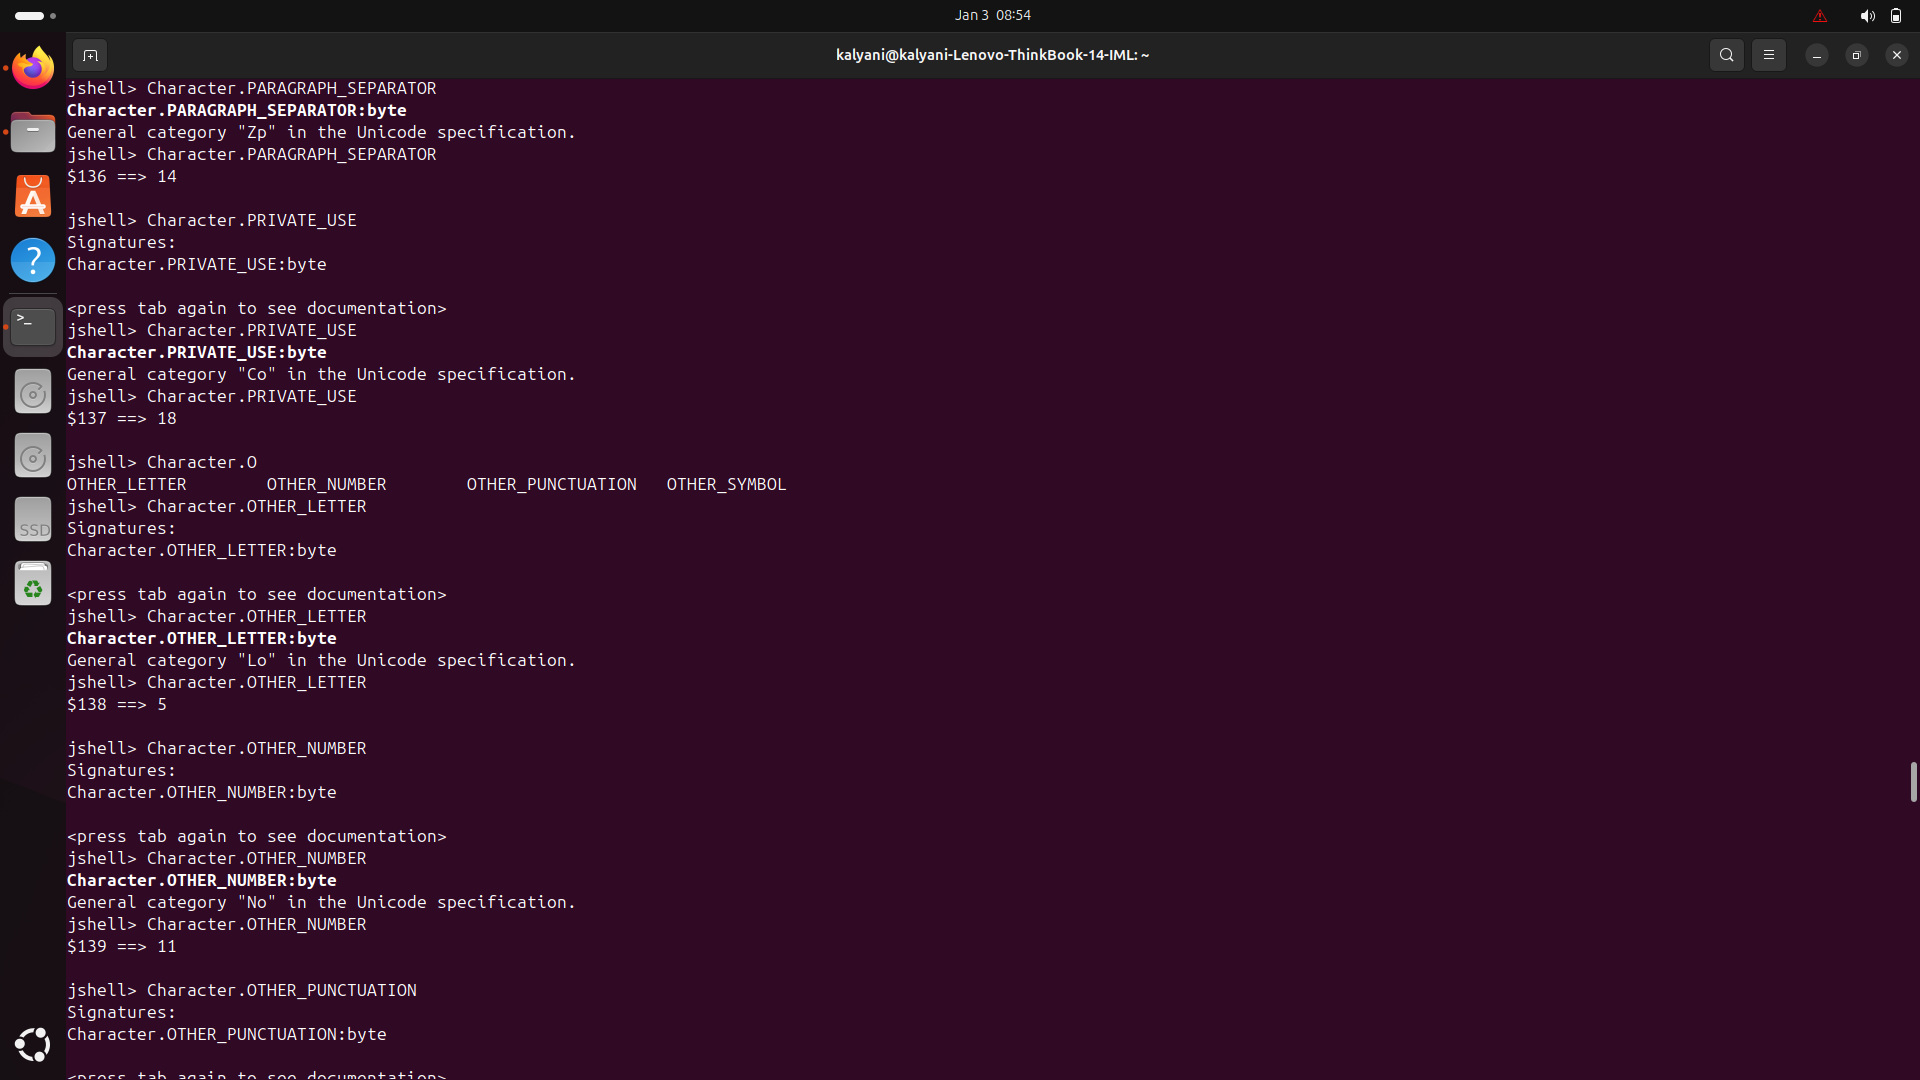 Jan 3 08:54
kalyani@kalyani-Lenovo-ThinkBook-14-IML: ~
jshell> Character.PARAGRAPH_SEPARATOR
Character.PARAGRAPH_SEPARATOR:byte
General category "Zp" in the Unicode specification.
jshell> Character.PARAGRAPH_SEPARATOR
$136 ==> 14
jshell> Character.PRIVATE_USE
Signatures:
Character.PRIVATE_USE:byte
<press tab again to see documentation>
jshell> Character.PRIVATE_USE
Character.PRIVATE_USE:byte
General category "Co" in the Unicode specification.
jshell> Character.PRIVATE_USE
$137 ==> 18
jshell> Character.O
OTHER_LETTER OTHER_NUMBER OTHER_PUNCTUATION OTHER_SYMBOL
jshell> Character.OTHER_LETTER
Signatures:
Character.OTHER_LETTER:byte
<press tab again to see documentation>
jshell> Character.OTHER_LETTER
Character.OTHER_LETTER:byte
General category "Lo" in the Unicode specification.
jshell> Character.OTHER_LETTER
$138 ==> 5
jshell> Character.OTHER_NUMBER
Signatures:
Character.OTHER_NUMBER:byte
<press tab again to see documentation>
jshell> Character.OTHER_NUMBER
Character.OTHER_NUMBER:byte
General category "No" in the Unicode specification.
jshell> Character.OTHER_NUMBER
$139 ==> 11
jshell> Character.OTHER_PUNCTUATION
Signatures:
Character.OTHER_PUNCTUATION:byte
<press tab again to see documentation>
SSD